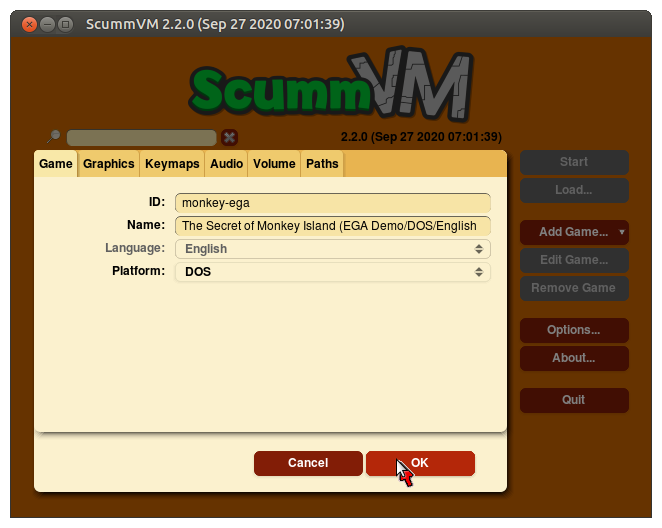 ScummVM 2.2.0 (Sep 27 2020 07:01:39)
ScummVM
2.2.0 (Sep 27 2020 07:01:39)
Game Graphics Keymaps Audio Volume Paths
ID: monkey-ega
Name: The Secret of Monkey Island (EGA Demo/DOS/English
Language: English
Platform: DOS
Cancel OK
Start
Load...
Add Game...
Edit Game...
Remove Game
Options...
About...
Quit